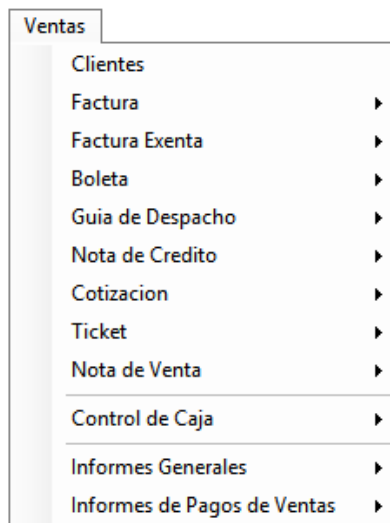 Ventas
Clientes
Factura
Factura Exenta
Boleta
Guia de Despacho
Nota de Credito
Cotizacion
Ticket
Nota de Venta
Control de Caja
Informes Generales
Informes de Pagos de Ventas